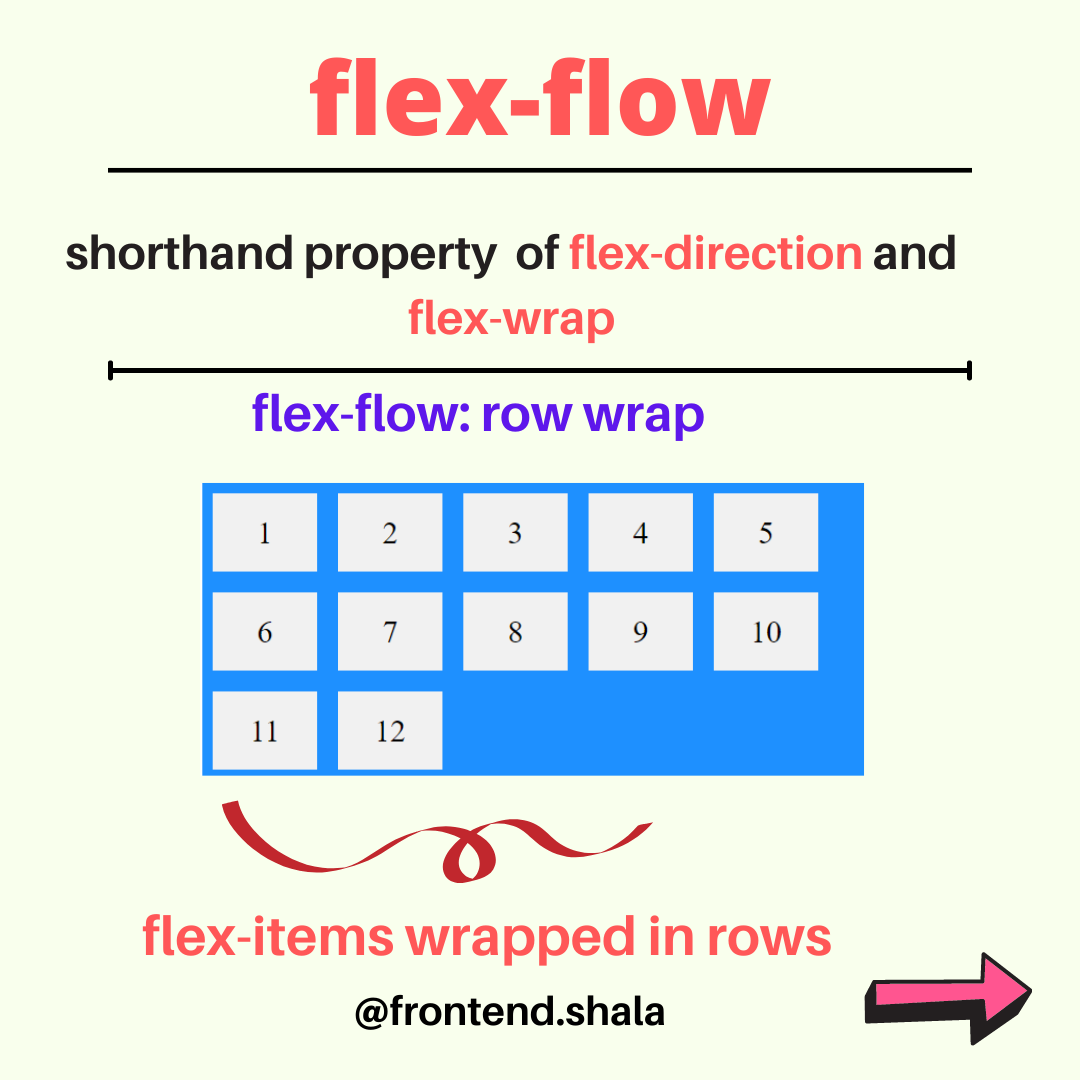 flex-flow
shorthand property of flex-direction and
flex-wrap
flex-flow: row wrap
1 2 3 4 5
6 7 8 9 10
11 12
flex-items wrapped in rows
@frontend.shala